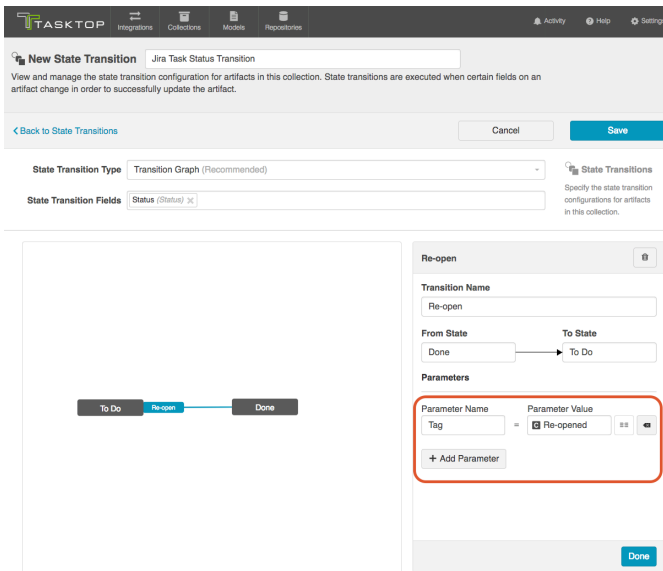 TASKTOP
Integrations
Collections
Models
Repositories
Activity
Help
Setting
New State Transition
Jira Task Status Transition
View and manage the state transition configuration for artifacts in this collection. State transitions are executed when certain fields on an
artifact change in order to successfully update the artifact.
Back to State Transitions
Cancel
Save
State Transition Type
Transition Graph (Recommended)
State Transition Fields
Status (Status)
State Transitions
Specify the state transition
configurations for artifacts
in this collection.
To Do
Re-open
Done
Re-open
Transition Name
Re-open
From State
To State
Done
To Do
Parameters
Parameter Name
Parameter Value
Tag
=
C Re-opened
+ Add Parameter
Done